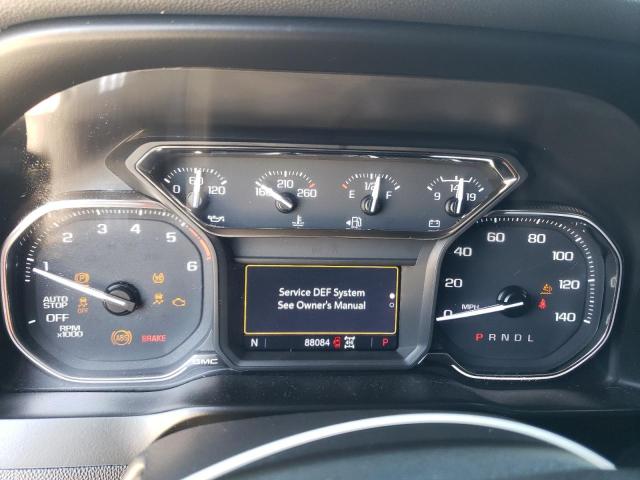 0 60 120
160 210 260
E 1/2 F
9 14 19
1 2 3 4 5 6
AUTO
STOP
OFF
RPM
x1000
OFF
ABS
BRAKE
GMC
Service DEF System
See Owner's Manual
N 88084 P
0 20 40 60 80 100 120 140
MPH
P R N D L